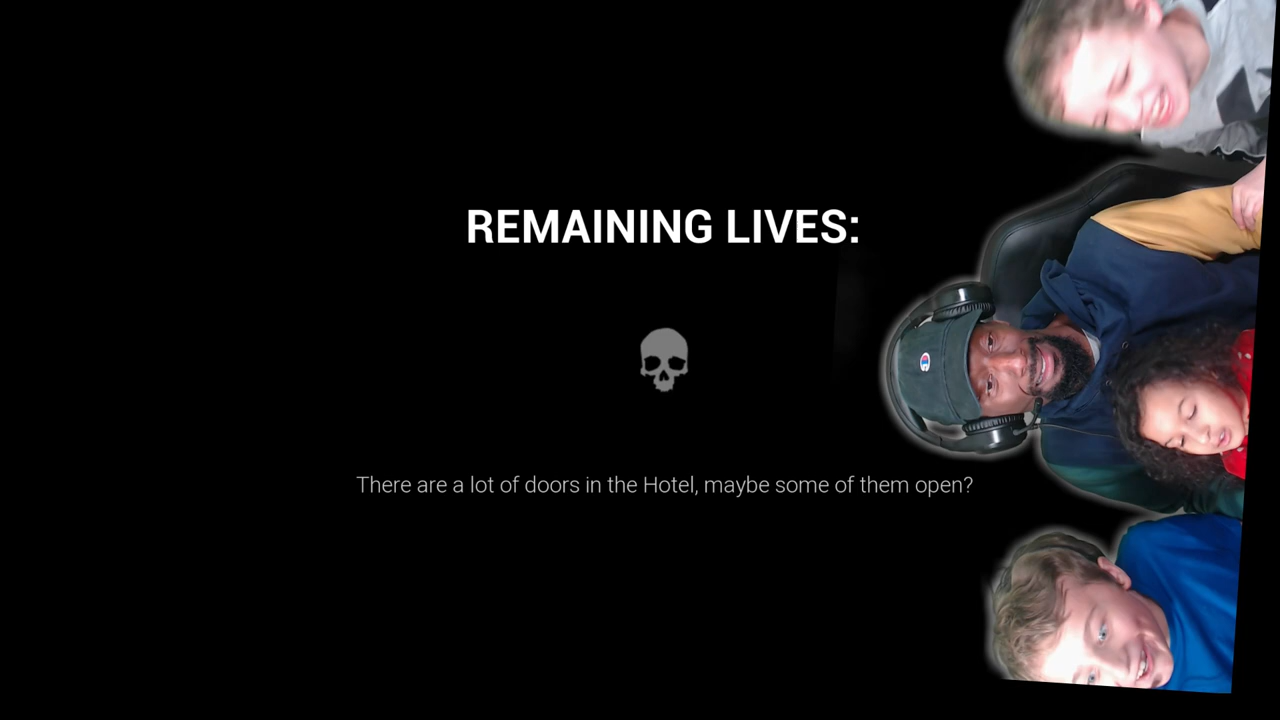 REMAINING LIVES:
There are a lot of doors in the Hotel, maybe some of them open?